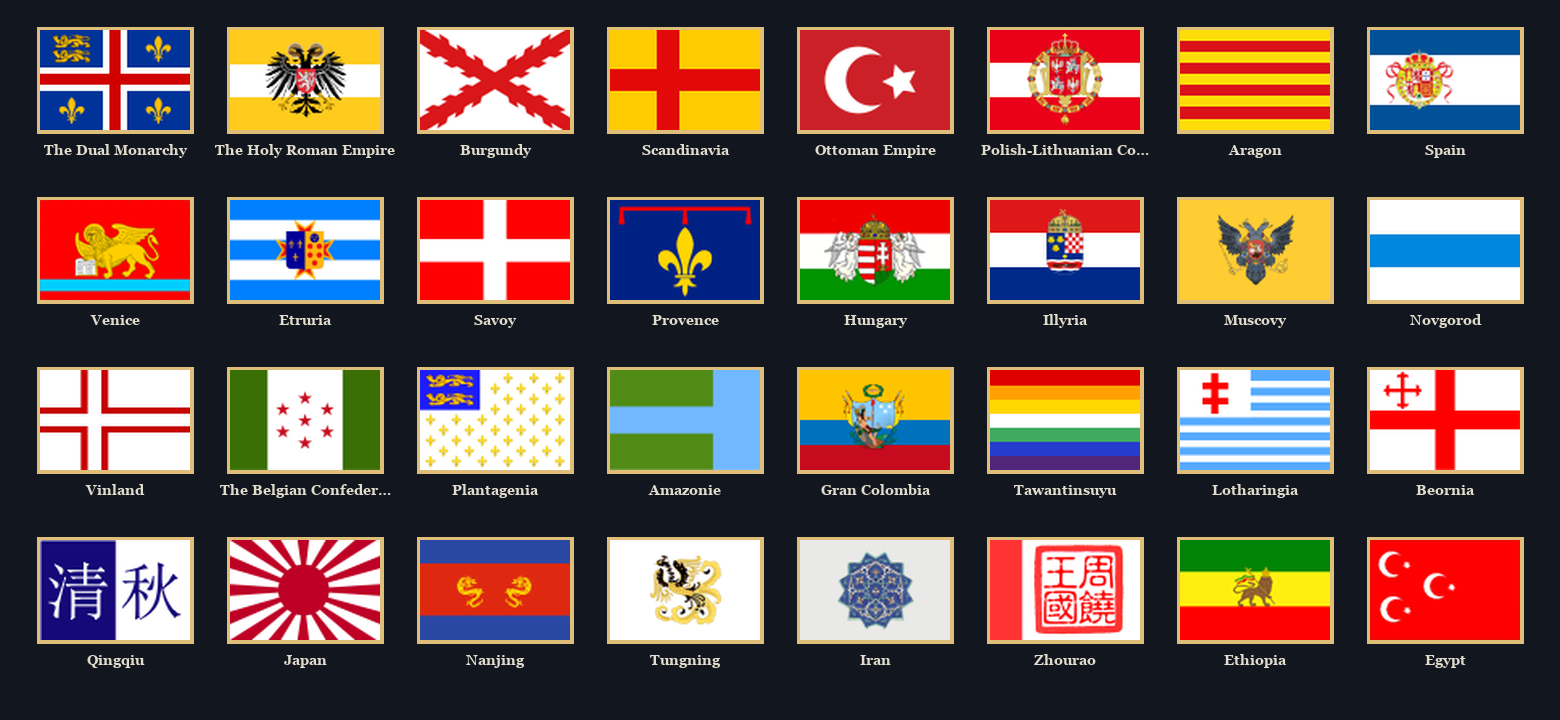 The Dual Monarchy
The Holy Roman Empire
Burgundy
Scandinavia
Ottoman Empire
Polish-Lithuanian Co...
Aragon
Spain
Venice
Etruria
Savoy
Provence
Hungary
Illyria
Muscovy
Novgorod
Vinland
The Belgian Confeder...
Plantagenia
Amazonie
Gran Colombia
Tawantinsuyu
Lotharingia
Beornia
清秋
周饒
王國
Qingqiu
Japan
Nanjing
Tungning
Iran
Zhourao
Ethiopia
Egypt